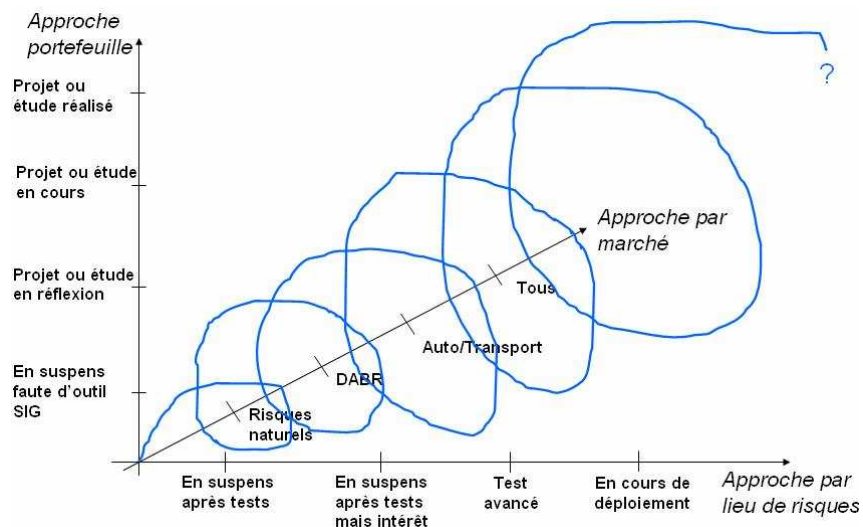 Approche
portefeuille
?
Projet ou
étude réalisé
Projet ou étude
en cours
Approche par
marché
Projet ou étude
en réflexion
Tous
Auto/Transport
En suspens
faute d'outil
SIG
DABR
Risques
naturels
En suspens
après tests
En suspens
après tests
mais intérêt
Test
avancé
En cours de
déploiement
Approche par
lieu de risques